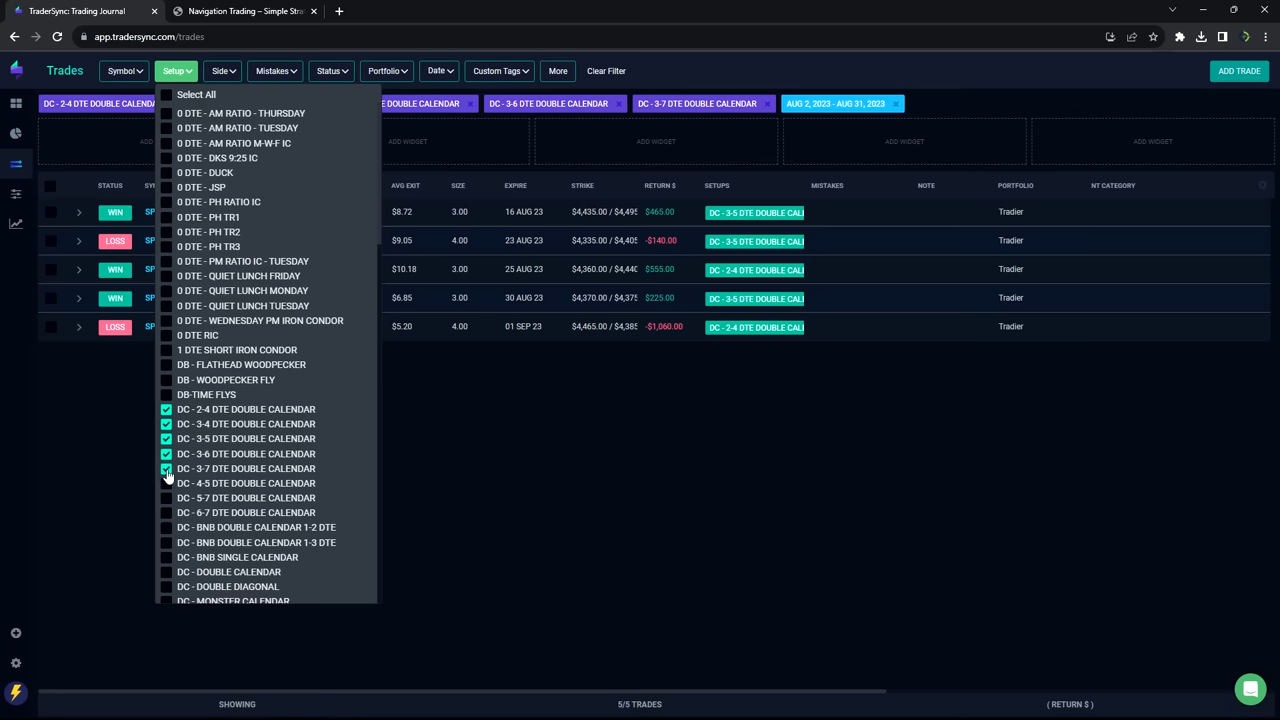 TraderSync Trading Journal
Navigation Trading – Simple Stra
app.tradersync.com/trades
Trades
Symbol
Setup
Side
Mistakes
Status
Portfolio
Date
Custom Tags
More
Clear Filter
ADD TRADE
DC - 2-4 DTE DOUBLE CALENDA
E DOUBLE CALENDAR
DC - 3-6 DTE DOUBLE CALENDAR
DC - 3-7 DTE DOUBLE CALENDAR
AUG 2, 2023 - AUG 31, 2023
ADD
ADD WIDGET
ADD WIDGET
ADD WIDGET
ADD WIDGET
STATUS
SY
AVG EXIT
SIZE
EXPIRE
STRIKE
RETURN $
SETUPS
MISTAKES
NOTE
PORTFOLIO
NT CATEGORY
WIN
SP
$8.72
3.00
16 AUG 23
$4,435.00 / $4,495
$465.00
DC - 3-5 DTE DOUBLE CALE
Tradier
LOSS
SP
$9.05
4.00
23 AUG 23
$4,335.00 / $4,405
-$140.00
DC - 3-5 DTE DOUBLE CALE
Tradier
WIN
SP
$10.18
3.00
25 AUG 23
$4,360.00 / $4,440
$555.00
DC - 2-4 DTE DOUBLE CALE
Tradier
WIN
SP
$6.85
3.00
30 AUG 23
$4,370.00 / $4,375
$225.00
DC - 3-5 DTE DOUBLE CALE
Tradier
LOSS
SP
$5.20
4.00
01 SEP 23
$4,465.00 / $4,385
-$1,060.00
DC - 2-4 DTE DOUBLE CALE
Tradier
Select All
0 DTE - AM RATIO - THURSDAY
0 DTE - AM RATIO - TUESDAY
0 DTE - AM RATIO M-W-F IC
0 DTE - DKS 9:25 IC
0 DTE - DUCK
0 DTE - JSP
0 DTE - PH RATIO IC
0 DTE - PH TR1
0 DTE - PH TR2
0 DTE - PH TR3
0 DTE - PM RATIO IC - TUESDAY
0 DTE - QUIET LUNCH FRIDAY
0 DTE - QUIET LUNCH MONDAY
0 DTE - QUIET LUNCH TUESDAY
0 DTE - WEDNESDAY PM IRON CONDOR
0 DTE RIC
1 DTE SHORT IRON CONDOR
DB - FLATHEAD WOODPECKER
DB - WOODPECKER FLY
DB-TIME FLYS
DC - 2-4 DTE DOUBLE CALENDAR
DC - 3-4 DTE DOUBLE CALENDAR
DC - 3-5 DTE DOUBLE CALENDAR
DC - 3-6 DTE DOUBLE CALENDAR
DC - 3-7 DTE DOUBLE CALENDAR
DC - 4-5 DTE DOUBLE CALENDAR
DC - 5-7 DTE DOUBLE CALENDAR
DC - 6-7 DTE DOUBLE CALENDAR
DC - BNB DOUBLE CALENDAR 1-2 DTE
DC - BNB DOUBLE CALENDAR 1-3 DTE
DC - BNB SINGLE CALENDAR
DC - DOUBLE CALENDAR
DC - DOUBLE DIAGONAL
DC - MONSTER CALENDAR
SHOWING
5/5 TRADES
( RETURN $ )